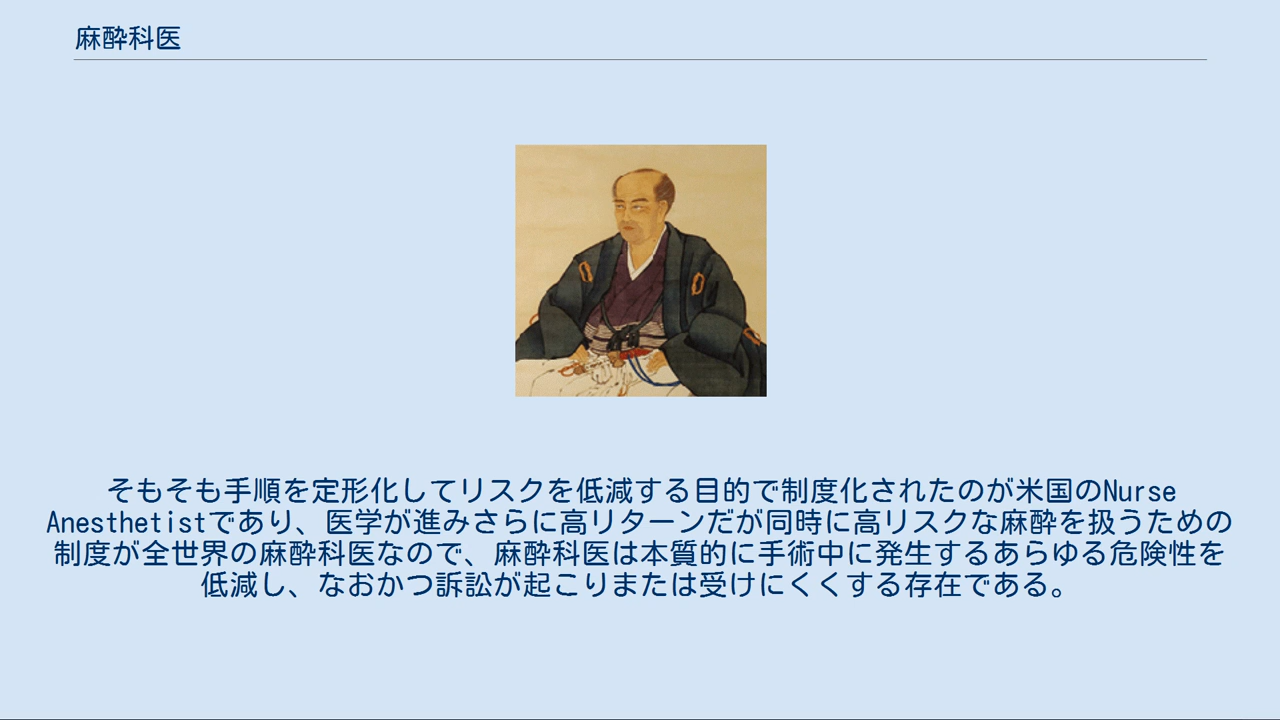 麻酔科医
そもそも手順を定形化してリスクを低減する目的で制度化されたのが米国のNurse
Anesthetistであり、医学が進みさらに高リターンだが同時に高リスクな麻酔を扱うための
制度が全世界の麻酔科医なので、麻酔科医は本質的に手術中に発生するあらゆる危険性を
低減し、なおかつ訴訟が起こりまたは受けにくくする存在である。